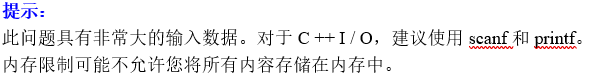 提示：
此问题具有非常大的输入数据。对于 C ++ I / O，建议使用 scanf 和 printf。
内存限制可能不允许您将所有内容存储在内存中。